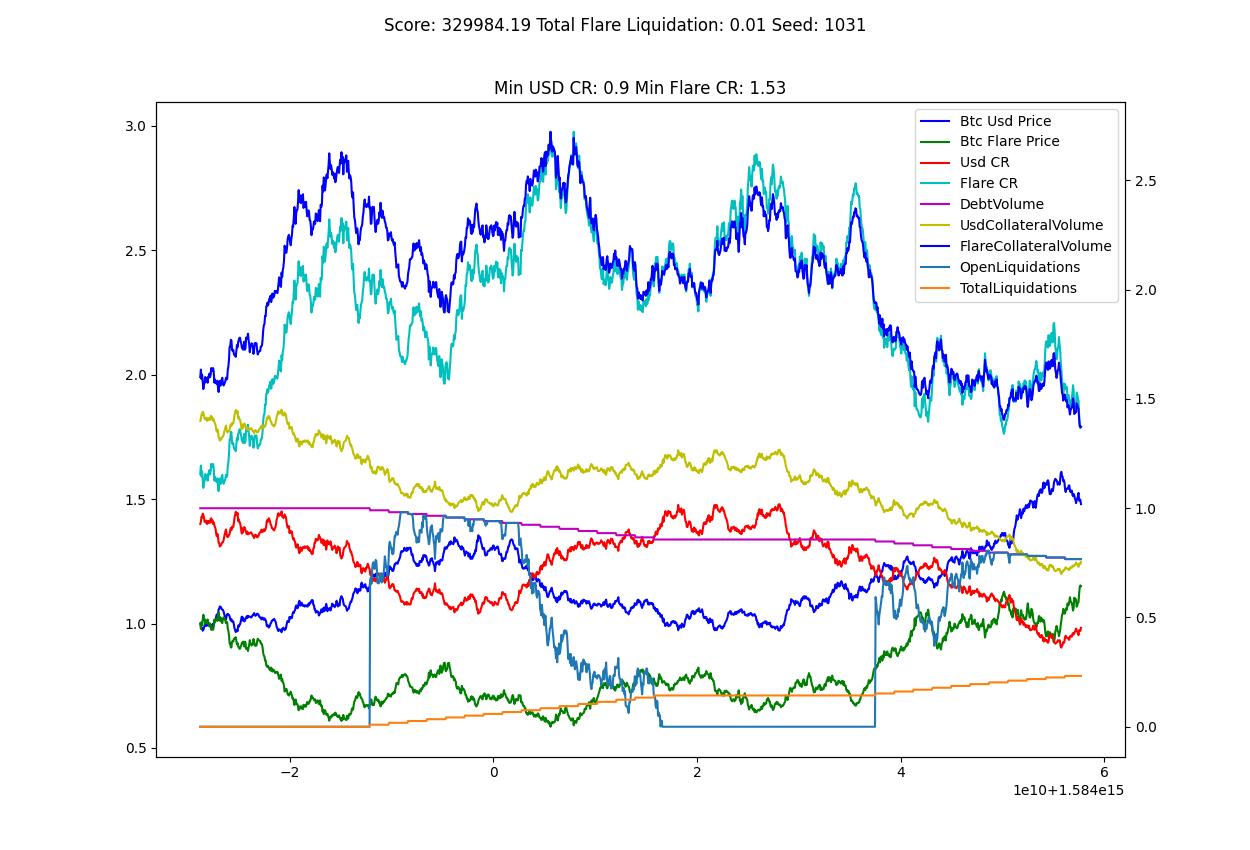 Score: 329984.19 Total Flare Liquidation: 0.01 Seed: 1031
Min USD CR: 0.9 Min Flare CR: 1.53
3.0
2.5
2.0
1.5
1.0
0.5
Btc Usd Price
Btc Flare Price
Usd CR
Flare CR
DebtVolume
UsdCollateralVolume
FlareCollateralVolume
OpenLiquidations
TotalLiquidations
2.5
2.0
1.5
1.0
0.5
0.0
−2 0 2 4 6
1e10+1.584e15